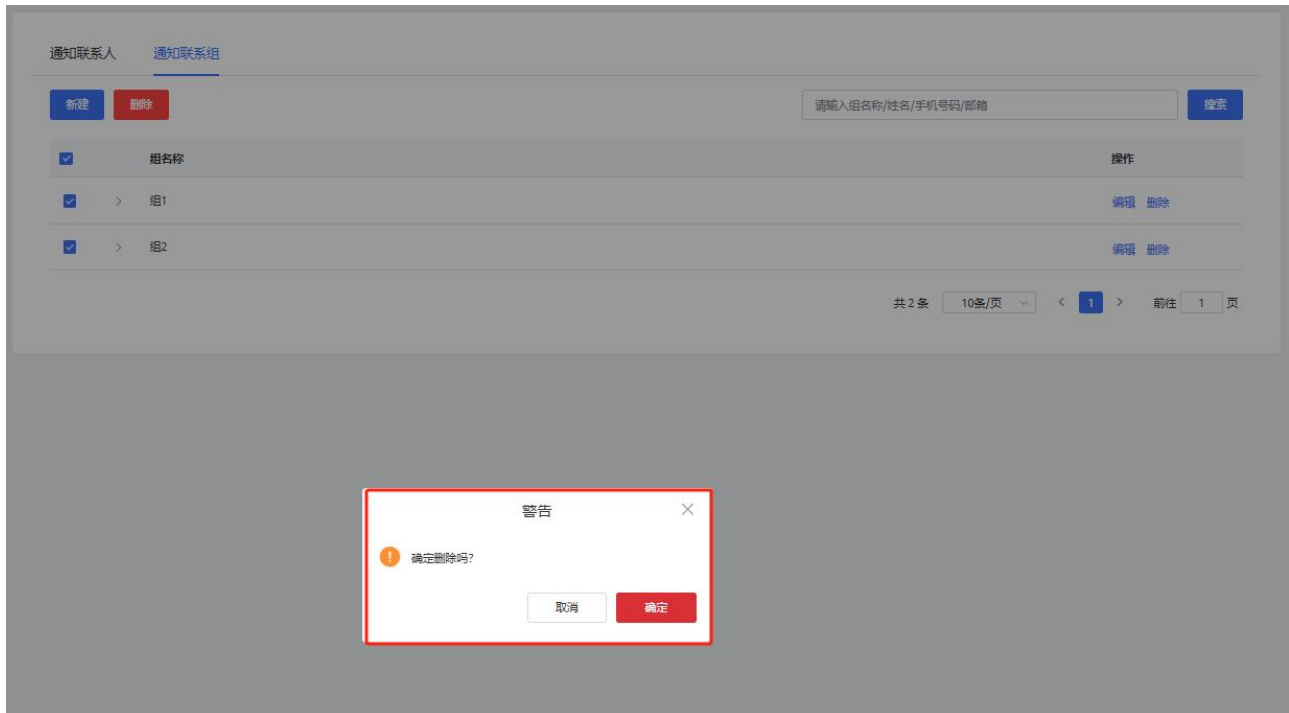 通知联系人 通知联系组
新建 删除 请输入组名称/姓名/手机号码/邮箱 搜索
组名称 操作
组1 编辑 删除
组2 编辑 删除
共 2 条 10条/页 1 前往 1 页
警告
确定删除吗?
取消 确定